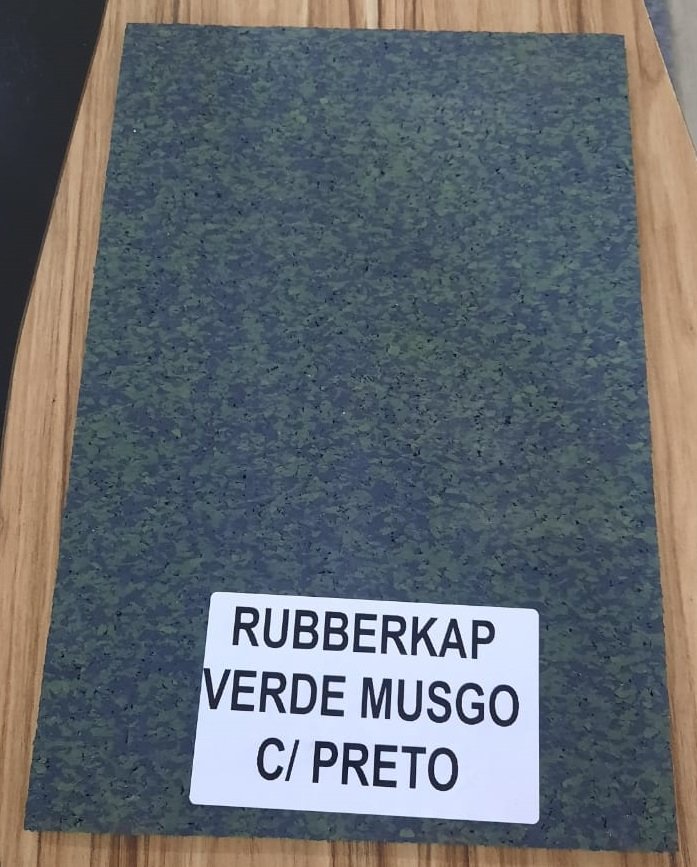 RUBBERKAP
VERDE MUSGO
C/ PRETO